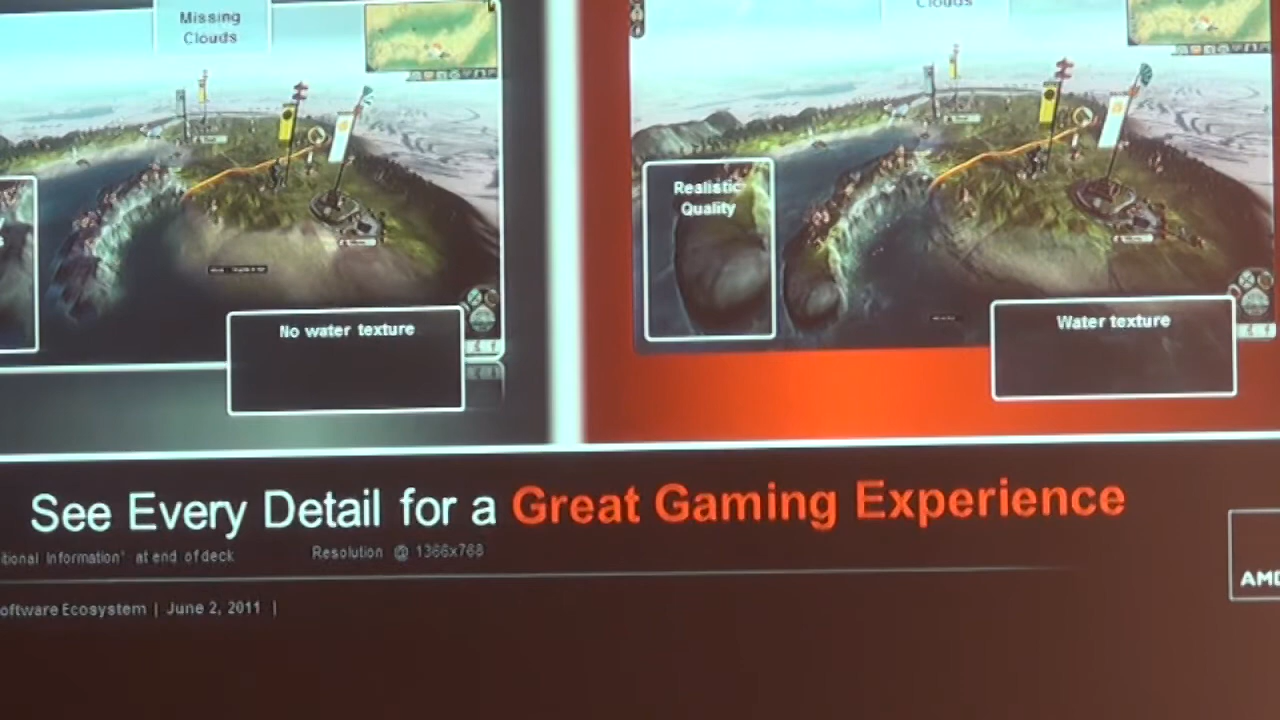 Missing
Clouds
Clouds
Realistic
Quality
No water texture
Water texture
See Every Detail for a Great Gaming Experience
itional Information' at end of deck
Resolution @ 1366x768
oftware Ecosystem | June 2, 2011 |
AMD